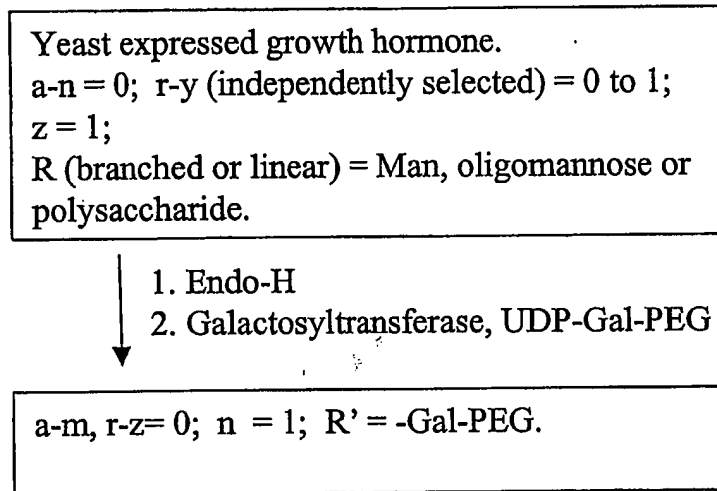 Yeast expressed growth hormone.
a-n = 0; r-y (independently selected) = 0 to 1;
z = 1;
R (branched or linear) = Man, oligomannose or
polysaccharide.
1. Endo-H
2. Galactosyltransferase, UDP-Gal-PEG
a-m, r-z= 0; n = 1; R’ = -Gal-PEG.